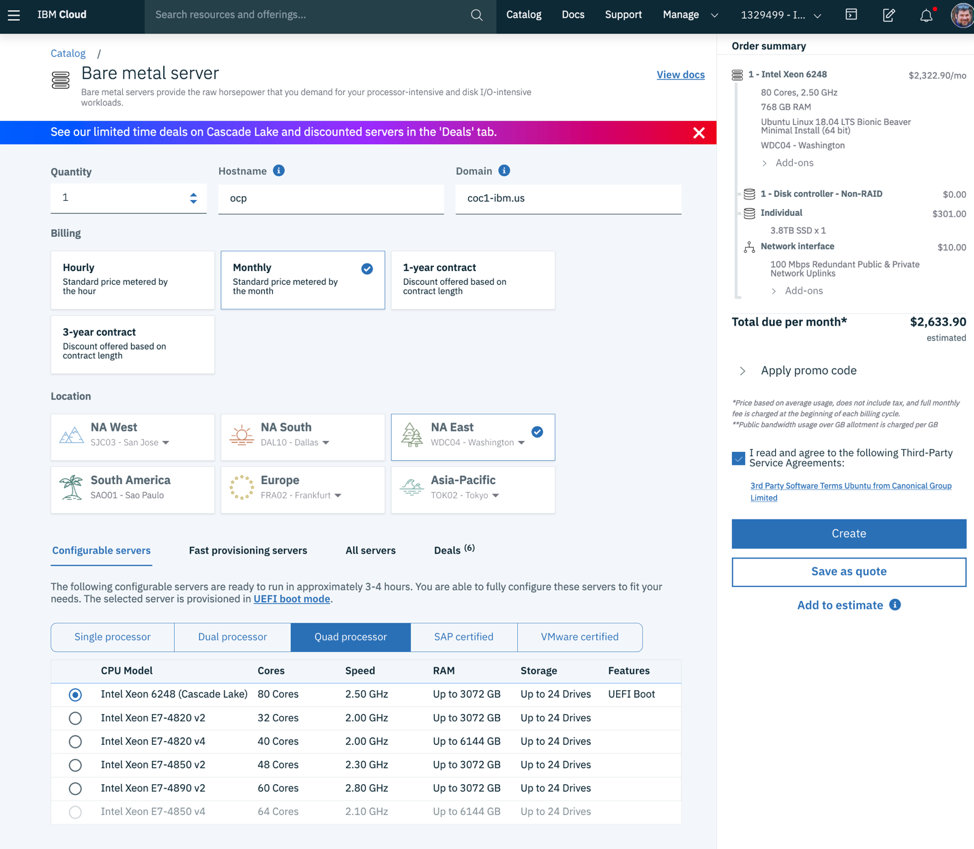 IBM Cloud
Search resources and offerings...
Catalog Docs Support Manage 1329499 - I...
Catalog /
Bare metal server
View docs
Bare metal servers provide the raw horsepower that you demand for your processor-intensive and disk I/O-intensive
workloads.
See our limited time deals on Cascade Lake and discounted servers in the 'Deals' tab.
Quantity Hostname Domain
1 ocp coc1-ibm.us
Billing
Hourly
Standard price metered by
the hour
Monthly
Standard price metered by
the month
1-year contract
Discount offered based on
contract length
3-year contract
Discount offered based on
contract length
Location
NA West
SJC03 - San Jose
NA South
DAL10 - Dallas
NA East
WDC04 - Washington
South America
SAO01 - Sao Paulo
Europe
FRA02 - Frankfurt
Asia-Pacific
TOK02 - Tokyo
Configurable servers Fast provisioning servers All servers Deals (6)
The following configurable servers are ready to run in approximately 3-4 hours. You are able to fully configure these servers to fit your
needs. The selected server is provisioned in UEFI boot mode.
Single processor Dual processor Quad processor SAP certified VMware certified
CPU Model Cores Speed RAM Storage Features
Intel Xeon 6248 (Cascade Lake) 80 Cores 2.50 GHz Up to 3072 GB Up to 24 Drives UEFI Boot
Intel Xeon E7-4820 v2 32 Cores 2.00 GHz Up to 3072 GB Up to 24 Drives
Intel Xeon E7-4820 v4 40 Cores 2.00 GHz Up to 6144 GB Up to 24 Drives
Intel Xeon E7-4850 v2 48 Cores 2.30 GHz Up to 3072 GB Up to 24 Drives
Intel Xeon E7-4890 v2 60 Cores 2.80 GHz Up to 3072 GB Up to 24 Drives
Intel Xeon E7-4850 v4 64 Cores 2.10 GHz Up to 6144 GB Up to 24 Drives
Order summary
1 - Intel Xeon 6248 $2,322.90/mo
80 Cores, 2.50 GHz
768 GB RAM
Ubuntu Linux 18.04 LTS Bionic Beaver
Minimal Install (64 bit)
WDC04 - Washington
Add-ons
1 - Disk controller - Non-RAID $0.00
Individual $301.00
3.8TB SSD x 1
Network interface $10.00
100 Mbps Redundant Public & Private
Network Uplinks
Add-ons
Total due per month* $2,633.90
estimated
Apply promo code
*Price based on average usage, does not include tax, and full monthly
fee is charged at the beginning of each billing cycle.
**Public bandwidth usage over GB allotment is charged per GB
I read and agree to the following Third-Party
Service Agreements:
3rd Party Software Terms Ubuntu from Canonical Group
Limited
Create
Save as quote
Add to estimate